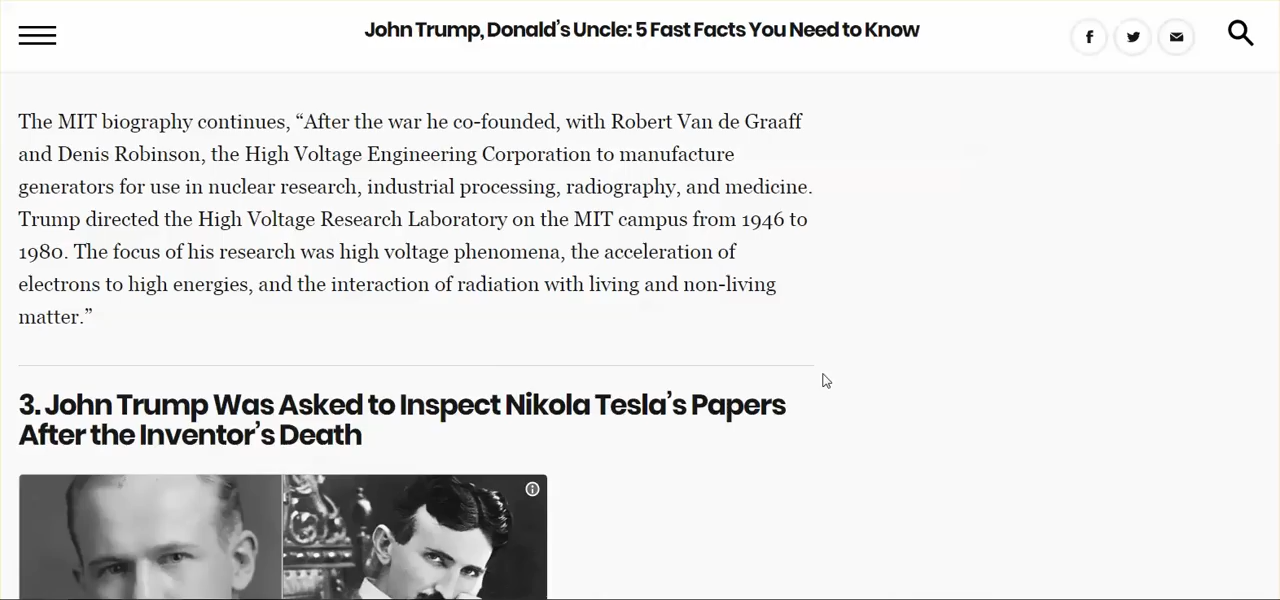 John Trump, Donald’s Uncle: 5 Fast Facts You Need to Know
The MIT biography continues, “After the war he co-founded, with Robert Van de Graaff
and Denis Robinson, the High Voltage Engineering Corporation to manufacture
generators for use in nuclear research, industrial processing, radiography, and medicine.
Trump directed the High Voltage Research Laboratory on the MIT campus from 1946 to
1980. The focus of his research was high voltage phenomena, the acceleration of
electrons to high energies, and the interaction of radiation with living and non-living
matter.”
3. John Trump Was Asked to Inspect Nikola Tesla’s Papers
After the Inventor’s Death